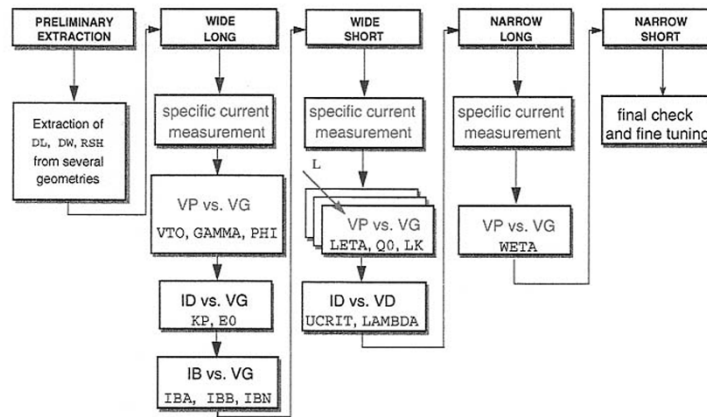 PRELIMINARY
EXTRACTION
Extraction of
DL, DW, RSH
from several
geometries
WIDE
LONG
specific current
measurement
VP vs. VG
VTO, GAMMA, PHI
ID vs. VG
KP, E0
IB vs. VG
IBA, IBB, IBN
WIDE
SHORT
specific current
measurement
L
VP vs. VG
LETA, Q0, LK
ID vs. VD
UCRIT, LAMBDA
NARROW
LONG
specific current
measurement
VP vs. VG
WETA
NARROW
SHORT
final check
and fine tuning